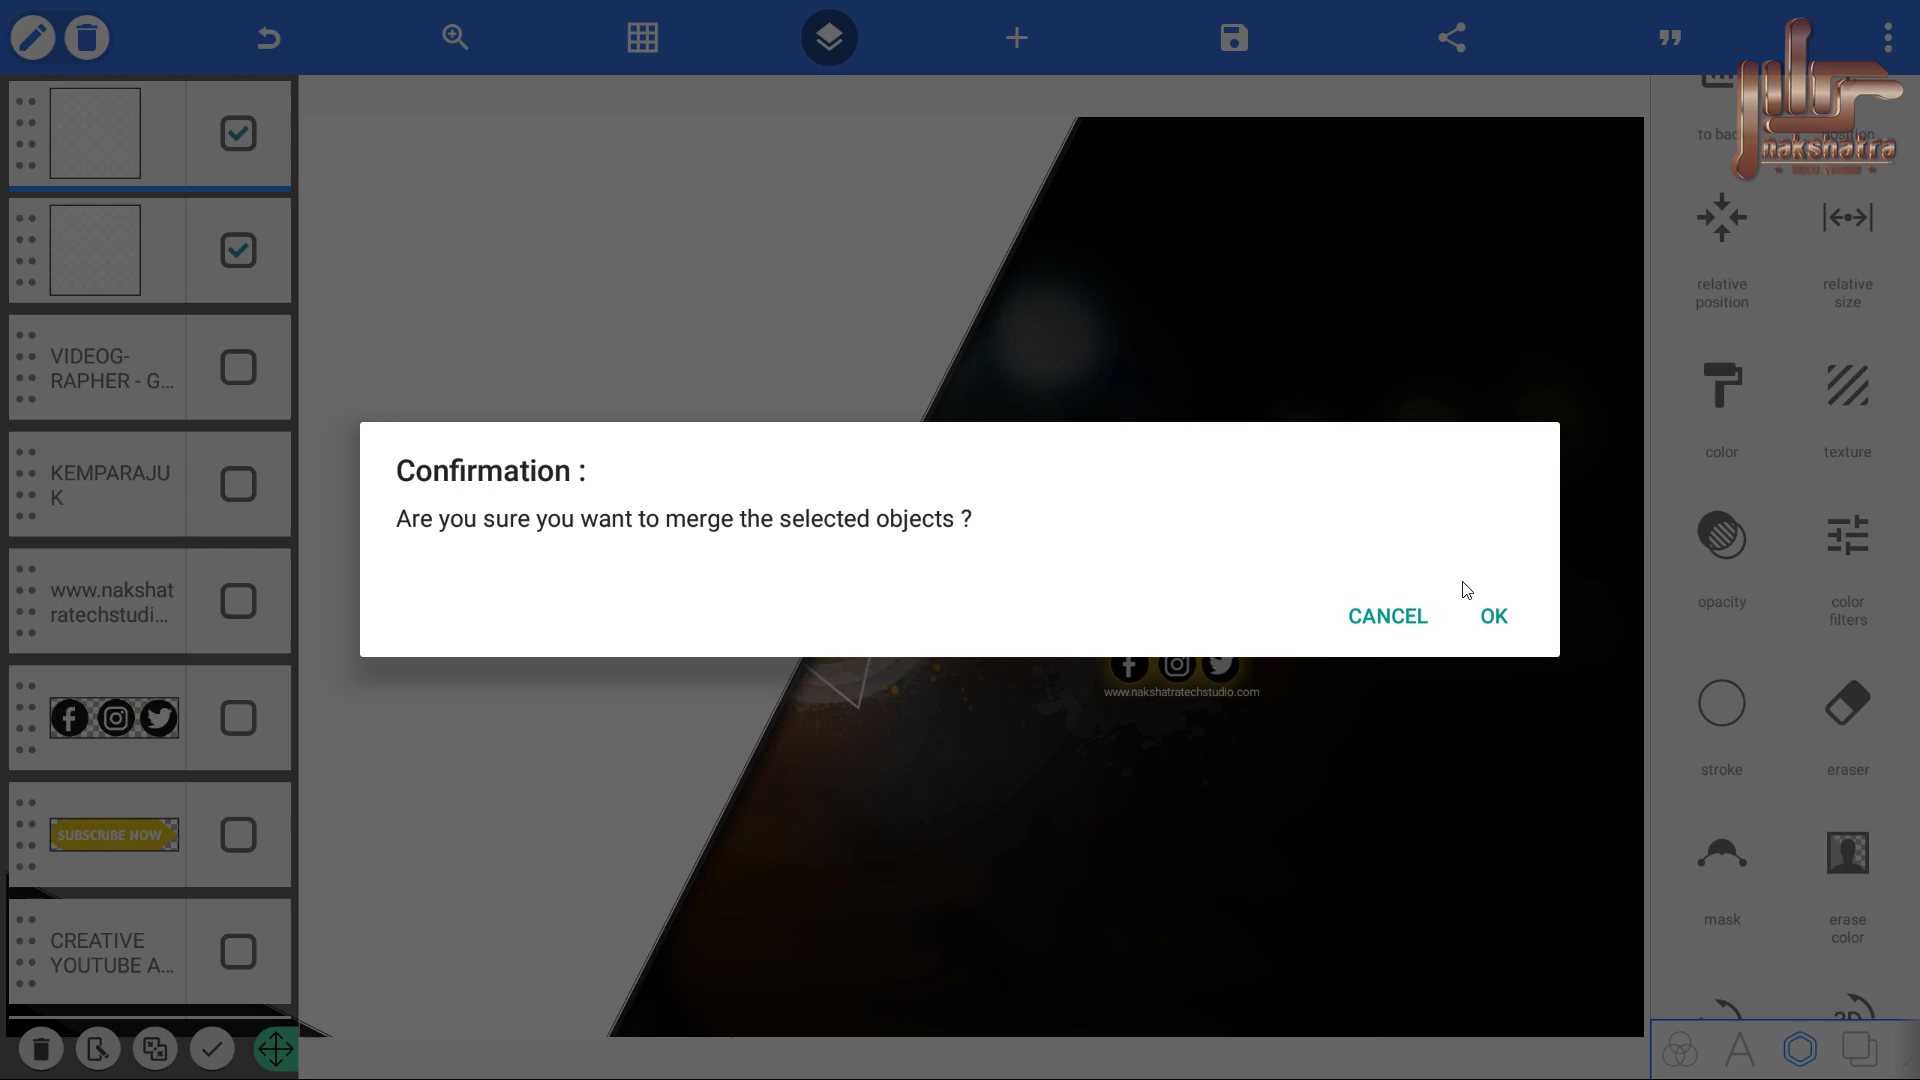 to bac
position
nakshatra
relative
position
relative
size
VIDEOG-
RAPHER - G...
color
texture
KEMPARAJU
K
Confirmation :
Are you sure you want to merge the selected objects ?
CANCEL
OK
www.nakshat
ratechstudi...
opacity
color
filters
www.nakshatratechstudio.com
stroke
eraser
SUBSCRIBE NOW
mask
erase
color
CREATIVE
YOUTUBE A...
3D